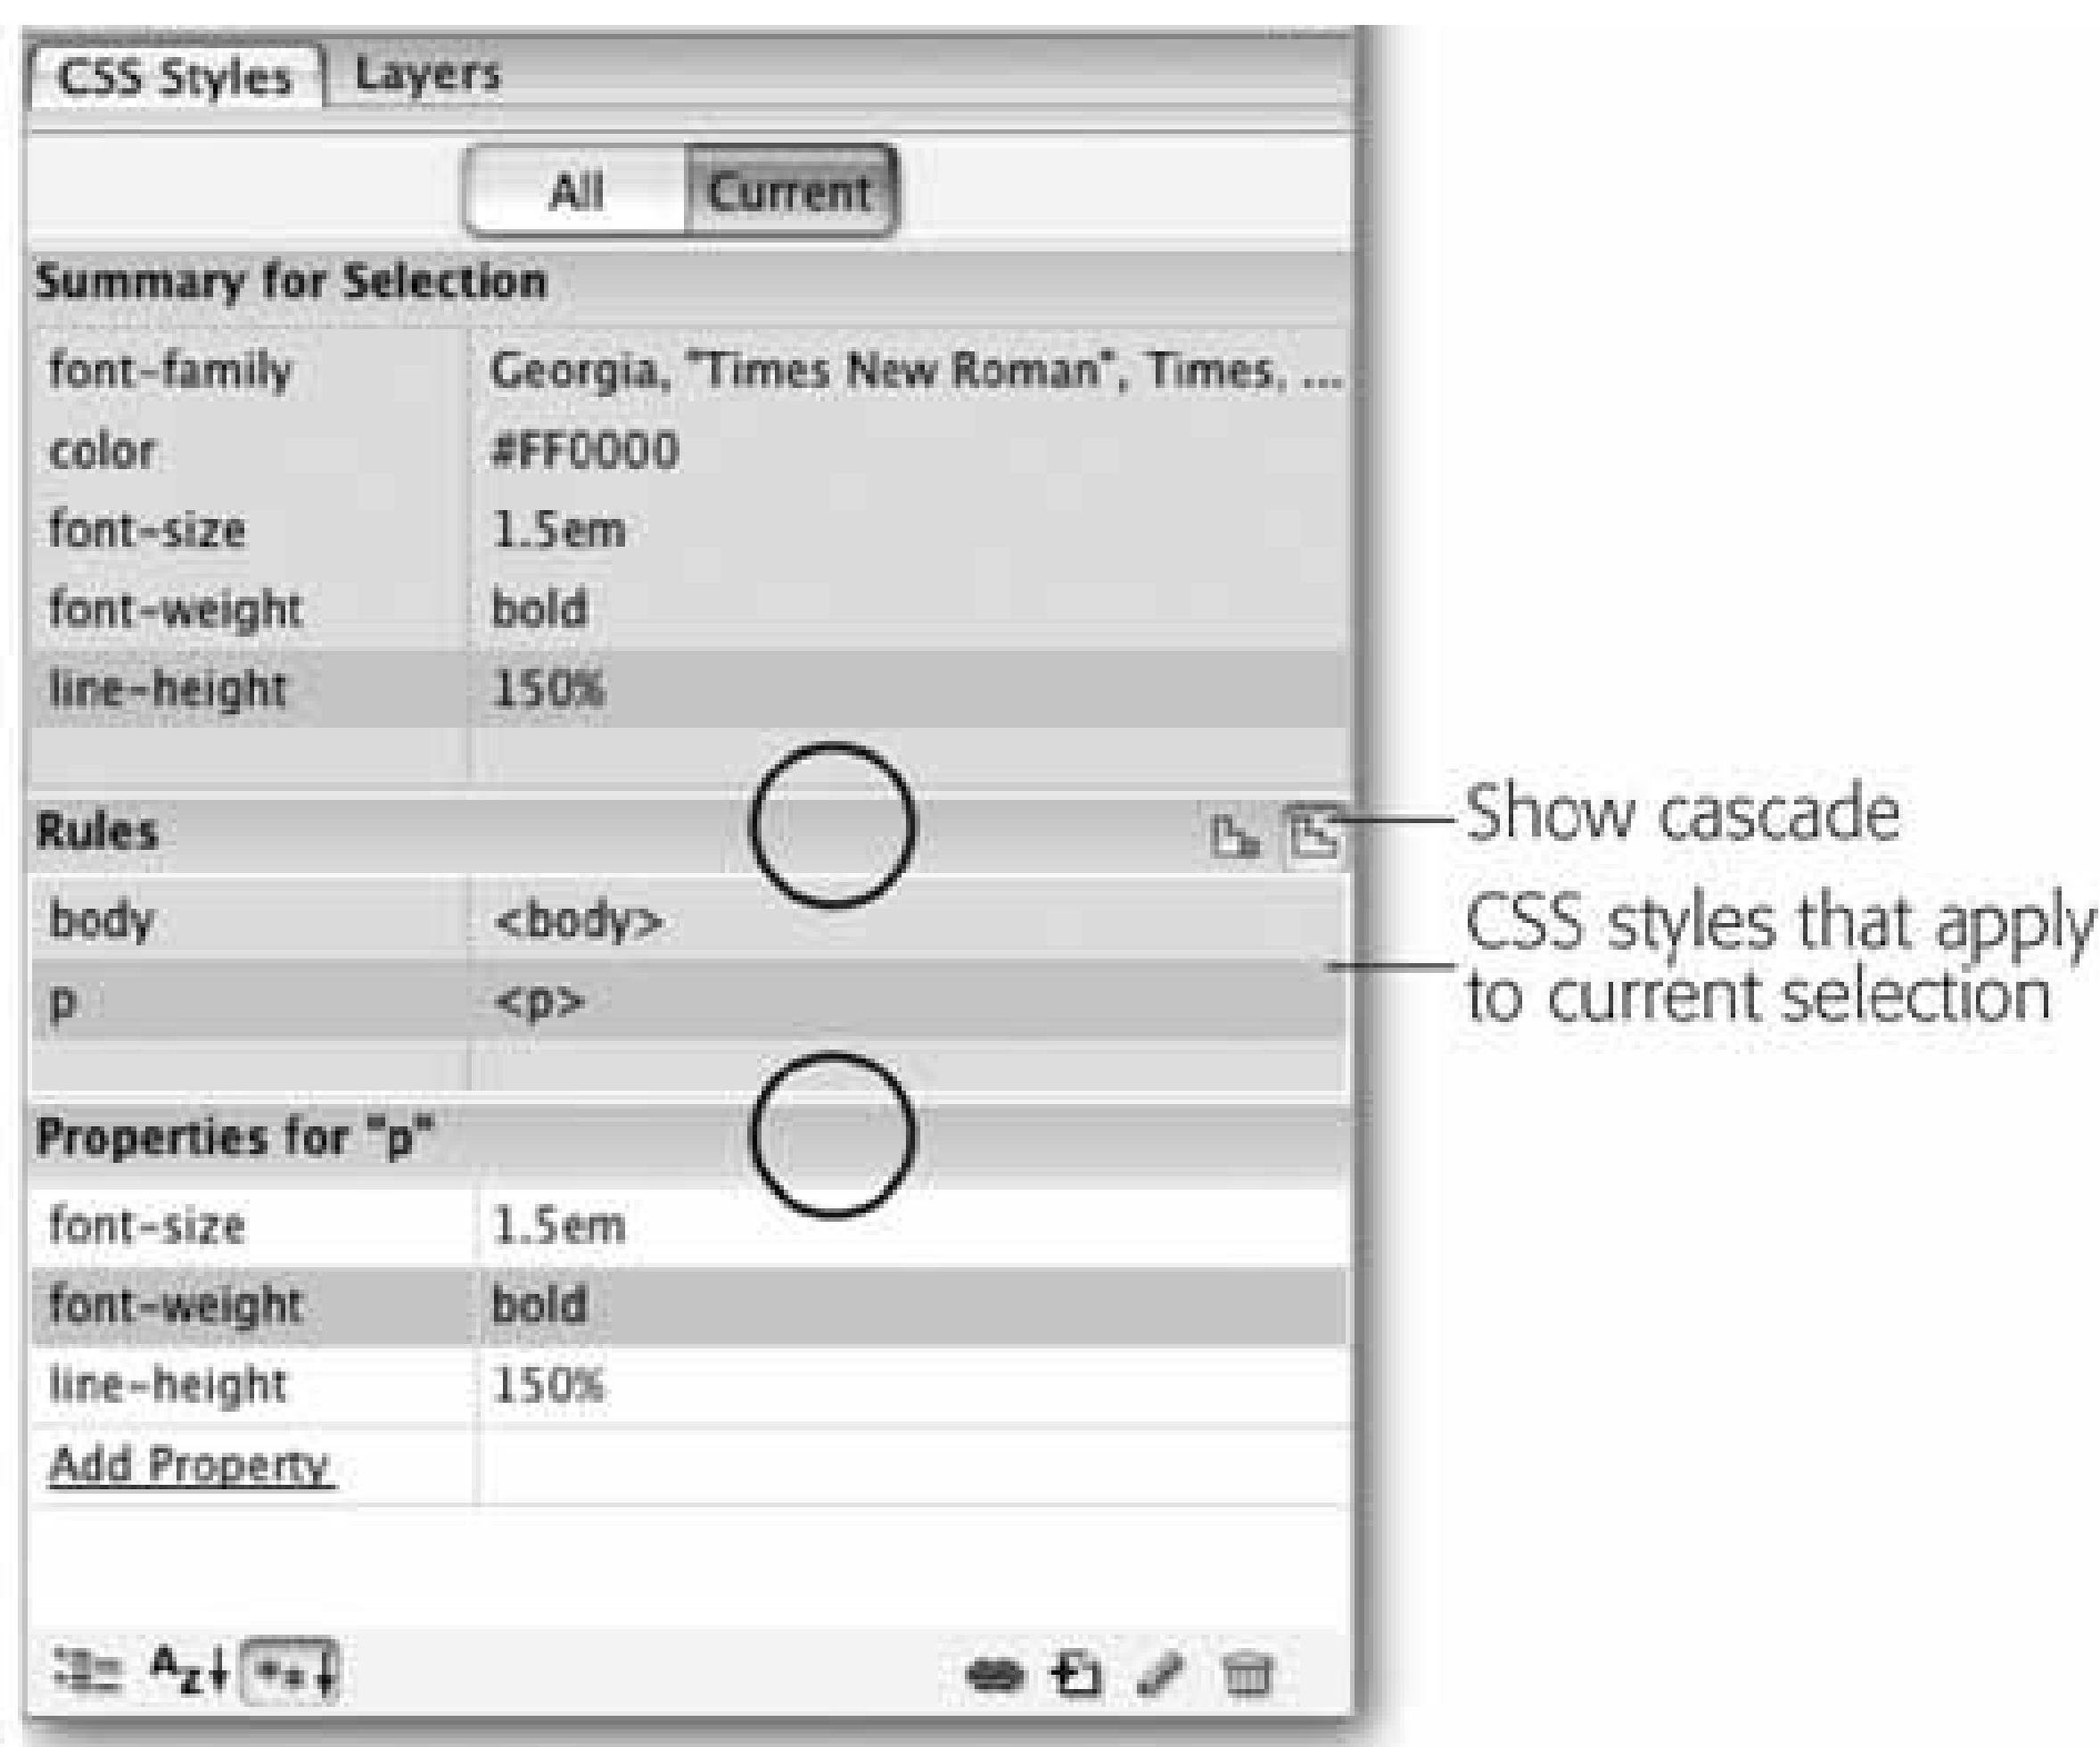 CSS Styles Layers
All Current
Summary for Selection
font-family Georgia, "Times New Roman", Times, ...
color #FF0000
font-size 1.5em
font-weight bold
line-height 150%
Rules
Show cascade
body <body>
CSS styles that apply
p <p>
to current selection
Properties for "p"
font-size 1.5em
font-weight bold
line-height 150%
Add Property
AZ